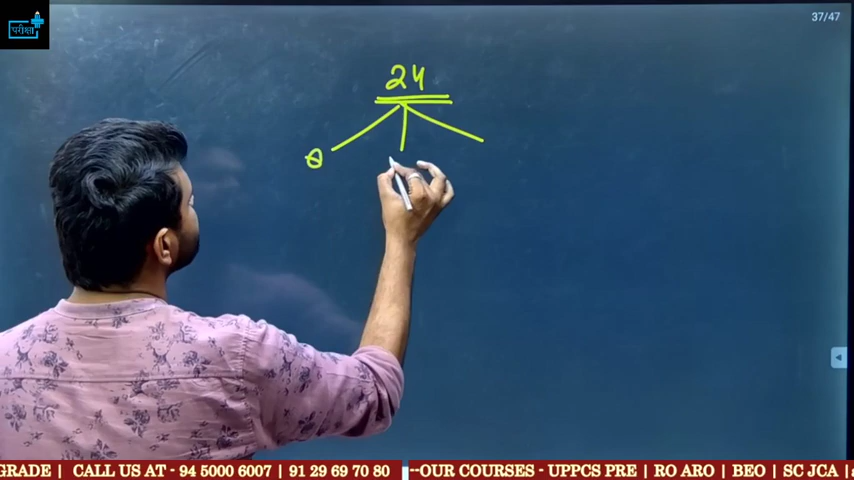 परीक्षा
37/47
24
θ
GRADE | CALL US AT - 94 5000 6007 | 91 29 69 70 80 --OUR COURSES - UPPCS PRE | RO ARO | BEO | SC JCA |